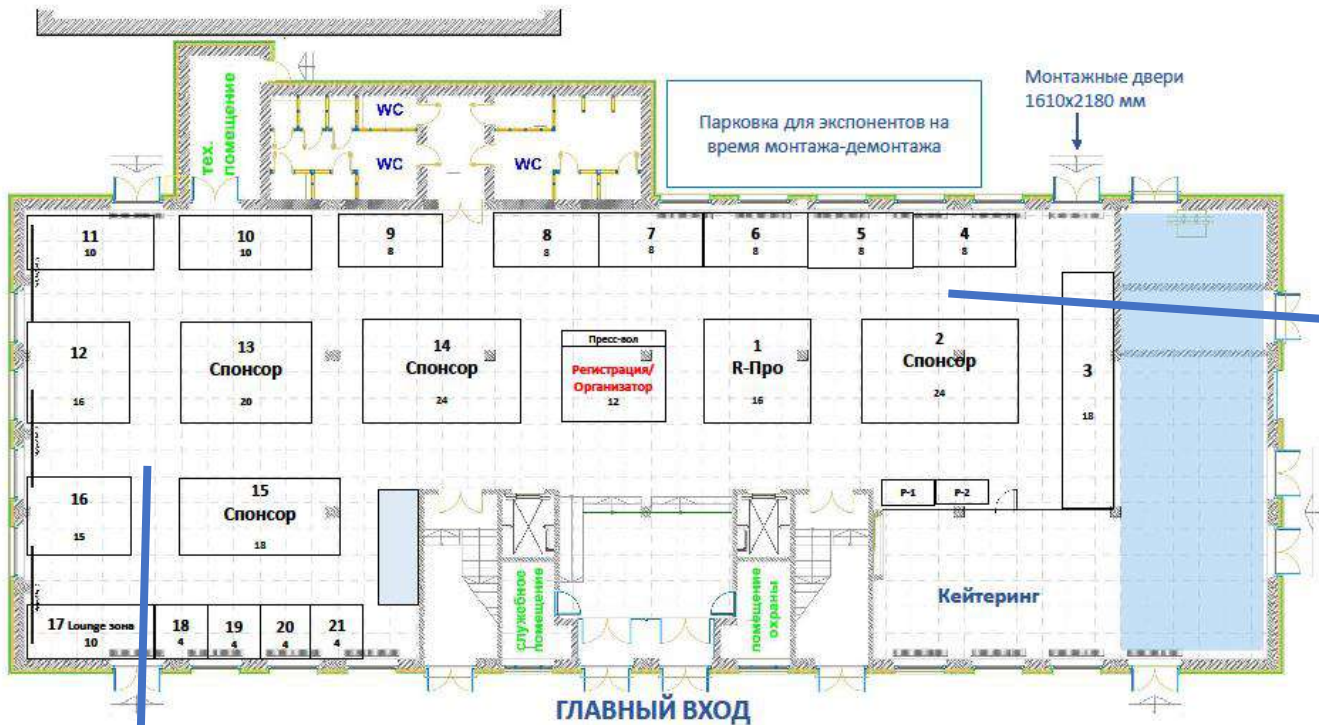 Монтажные двери
1610x2180 мм
Парковка для экспонентов на
время монтажа-демонтажа
тех.
помещение
WC
WC
WC
11
10
10
10
9
8
8
8
7
8
6
8
5
8
4
8
12
16
13
Спонсор
20
14
Спонсор
24
Пресс-вол
Регистрация/
Организатор
12
1
R-Про
16
2
Спонсор
24
3
18
16
15
15
Спонсор
18
P-1
P-2
служебное
помещение
помещение
охраны
Кейтеринг
17 Lounge зона
10
18
4
19
4
20
4
21
4
ГЛАВНЫЙ ВХОД